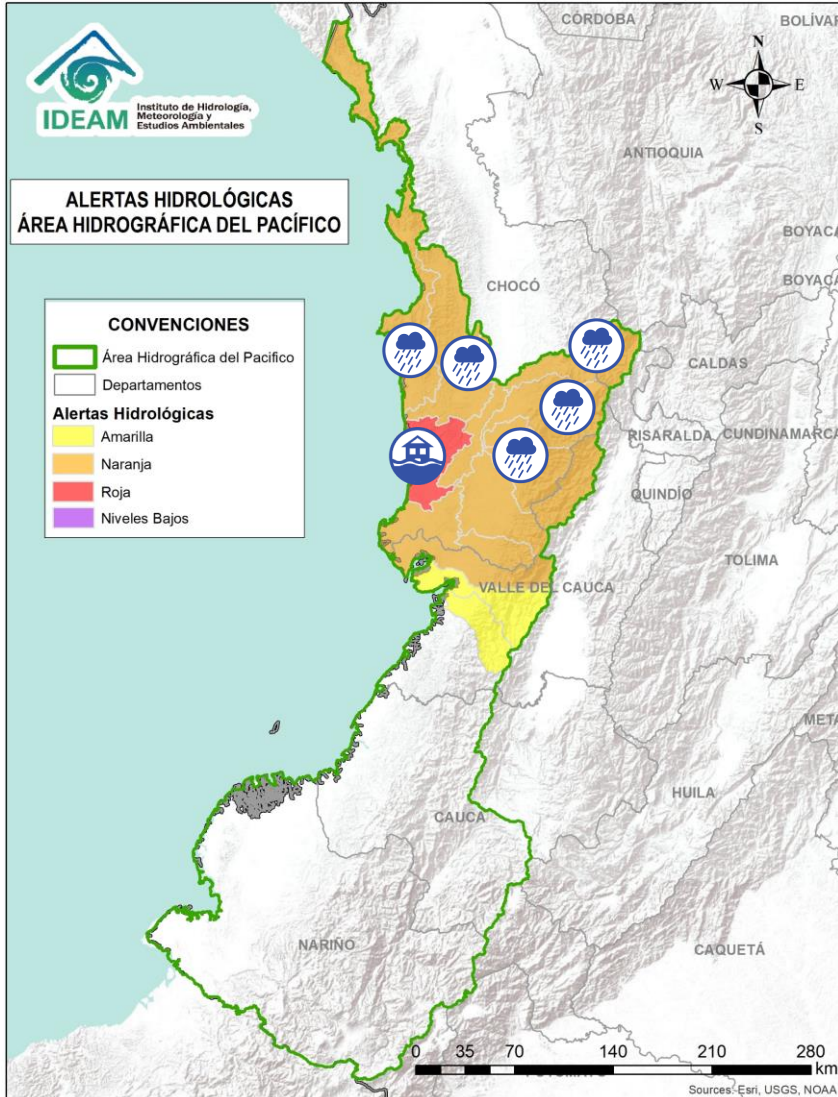 CÓRDOBA
BOLÍVAR
N
W
E
S
IDEAM
Instituto de Hidrología,
Meteorología y
Estudios Ambientales
ANTIOQUIA
ALERTAS HIDROLÓGICAS
ÁREA HIDROGRÁFICA DEL PACÍFICO
BOYACÁ
BOYACÁ
CHOCÓ
CONVENCIONES
Área Hidrográfica del Pacifico
Departamentos
Alertas Hidrológicas
Amarilla
Naranja
Roja
Niveles Bajos
CALDAS
RISARALDA
CUNDINAMARCA
QUINDÍO
TOLIMA
VALLE DEL CAUCA
META
HUILA
CAUCA
NARIÑO
CAQUETÁ
0 35 70 140 210 280
km
Sources: Esri, USGS, NOAA